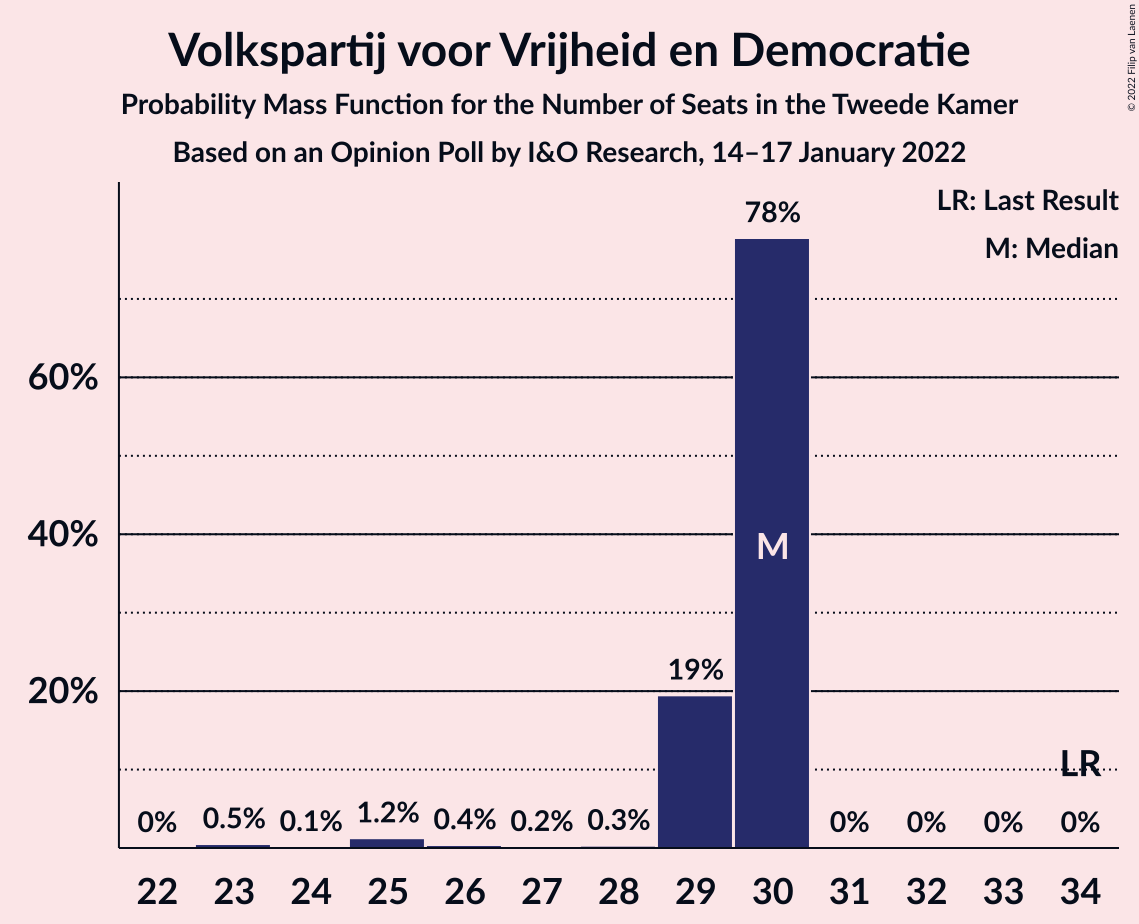 Volkspartij voor Vrijheid en Democratie
Probability Mass Function for the Number of Seats in the Tweede Kamer
Based on an Opinion Poll by I&O Research, 14–17 January 2022
© 2022 Filip van Laenen
LR: Last Result
M: Median
78%
60%
40%
M
19%
20%
LR
0% 0.5% 0.1% 1.2% 0.4% 0.2% 0.3% 0% 0% 0% 0%
22 23 24 25 26 27 28 29 30 31 32 33 34